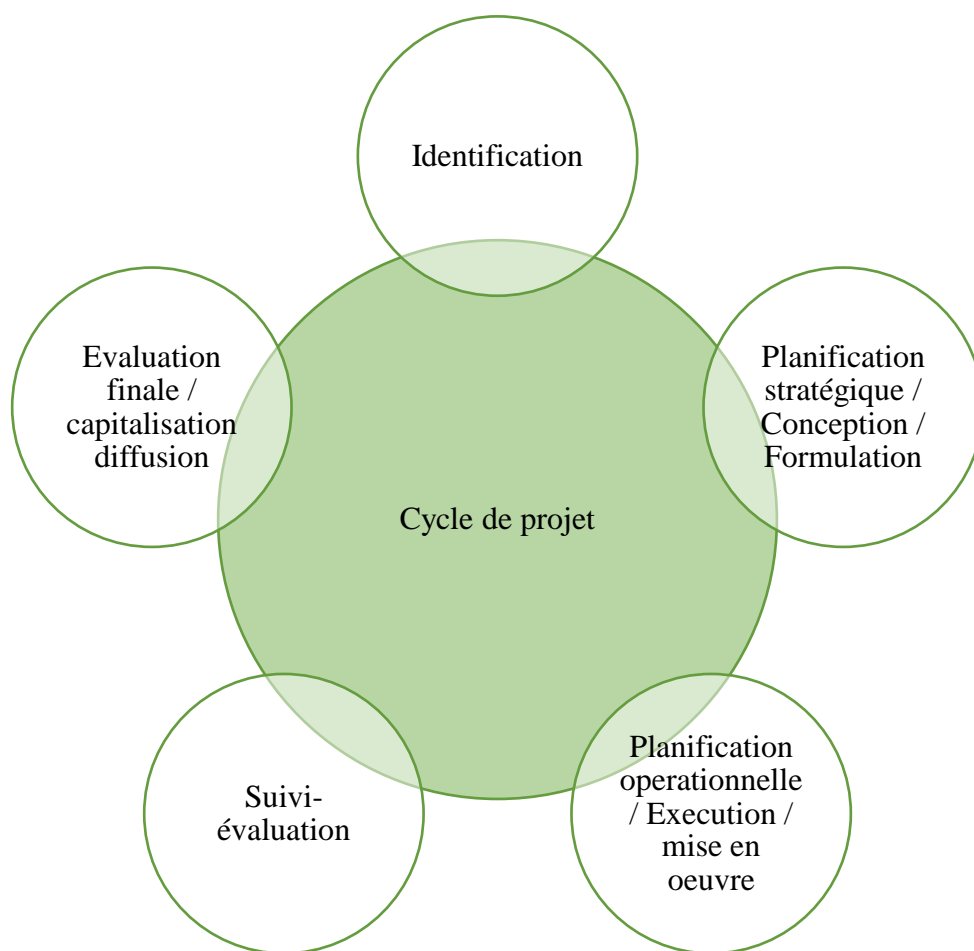 Identification
Planification
stratégique /
Conception /
Formulation
Planification
operationnelle
/ Execution /
mise en
oeuvre
Suivi-
évaluation
Evaluation
finale /
capitalisation
diffusion
Cycle de projet